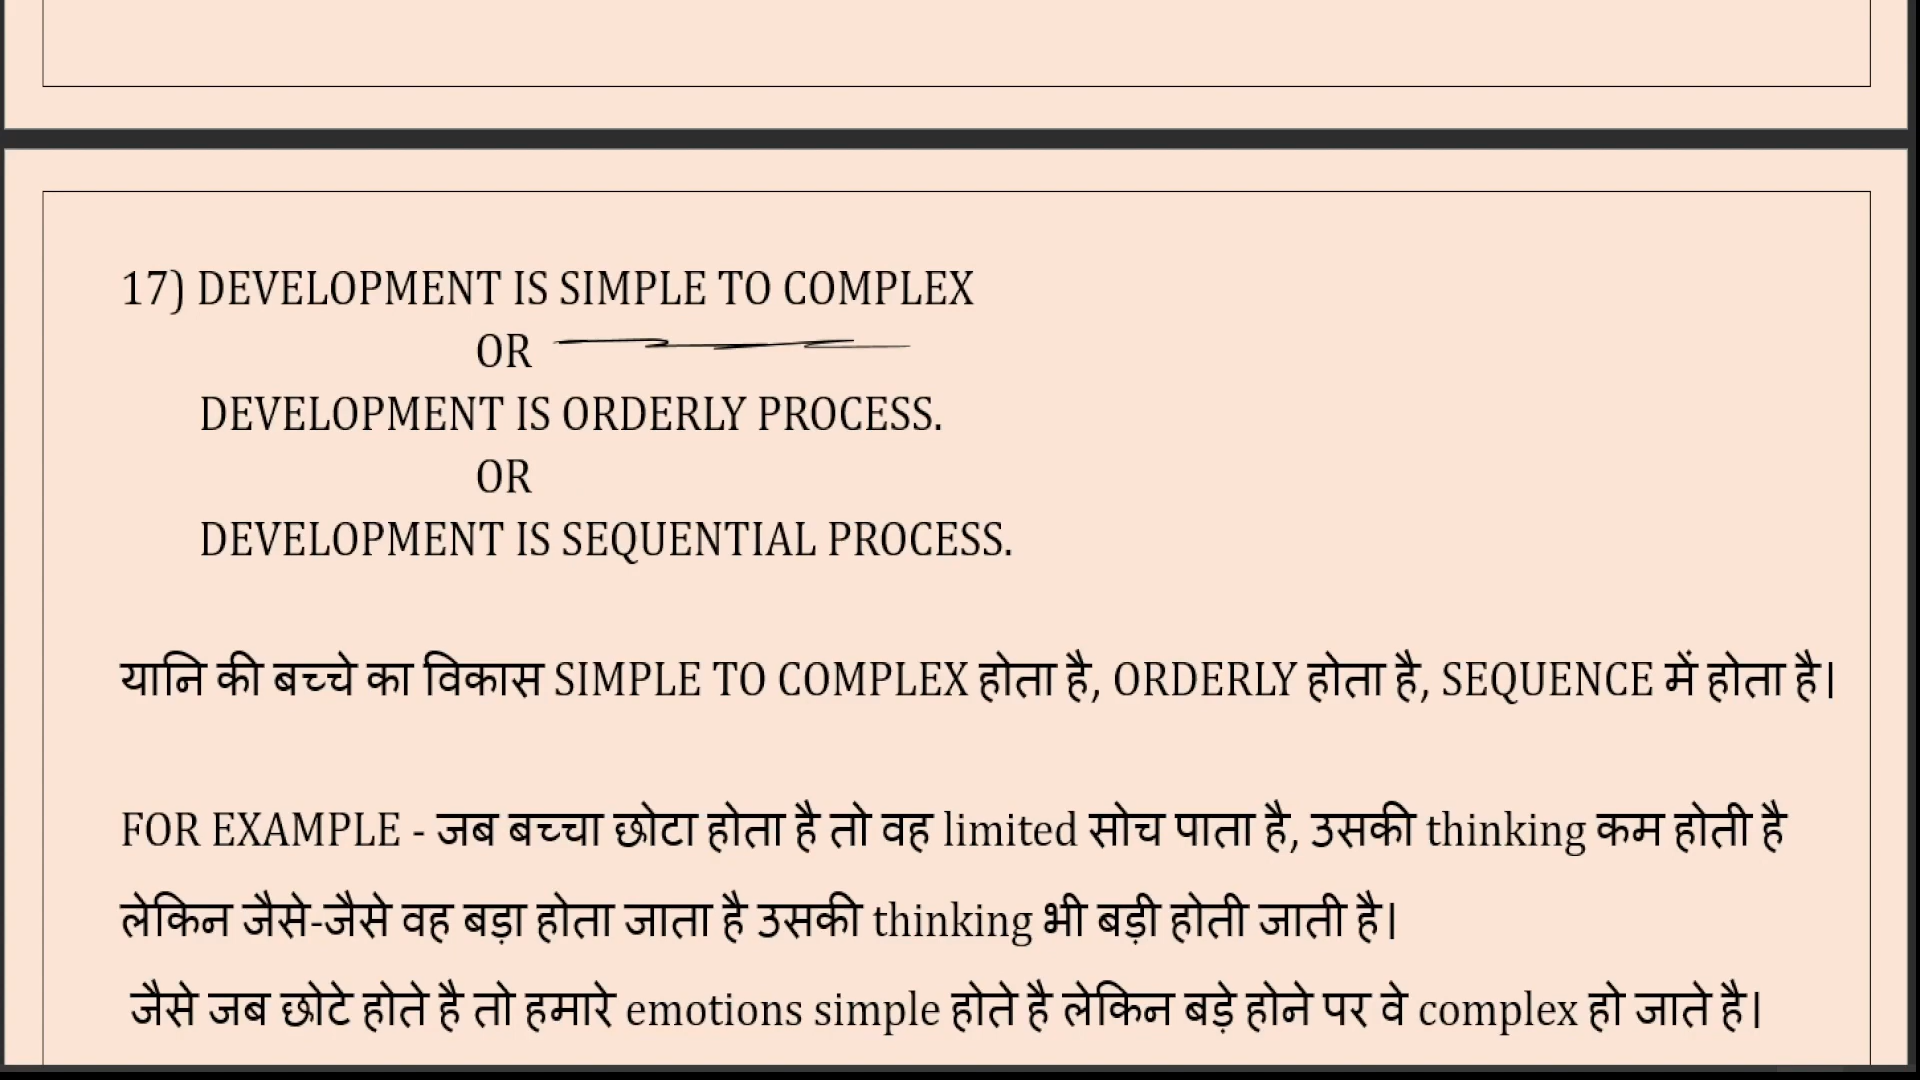 17) DEVELOPMENT IS SIMPLE TO COMPLEX
OR
DEVELOPMENT IS ORDERLY PROCESS.
OR
DEVELOPMENT IS SEQUENTIAL PROCESS.
यानि की बच्चे का विकास SIMPLE TO COMPLEX होता है, ORDERLY होता है, SEQUENCE में होता है।
FOR EXAMPLE - जब बच्चा छोटा होता है तो वह limited सोच पाता है, उसकी thinking कम होती है
लेकिन जैसे-जैसे वह बड़ा होता जाता है उसकी thinking भी बड़ी होती जाती है।
जैसे जब छोटे होते है तो हमारे emotions simple होते है लेकिन बड़े होने पर वे complex हो जाते है।